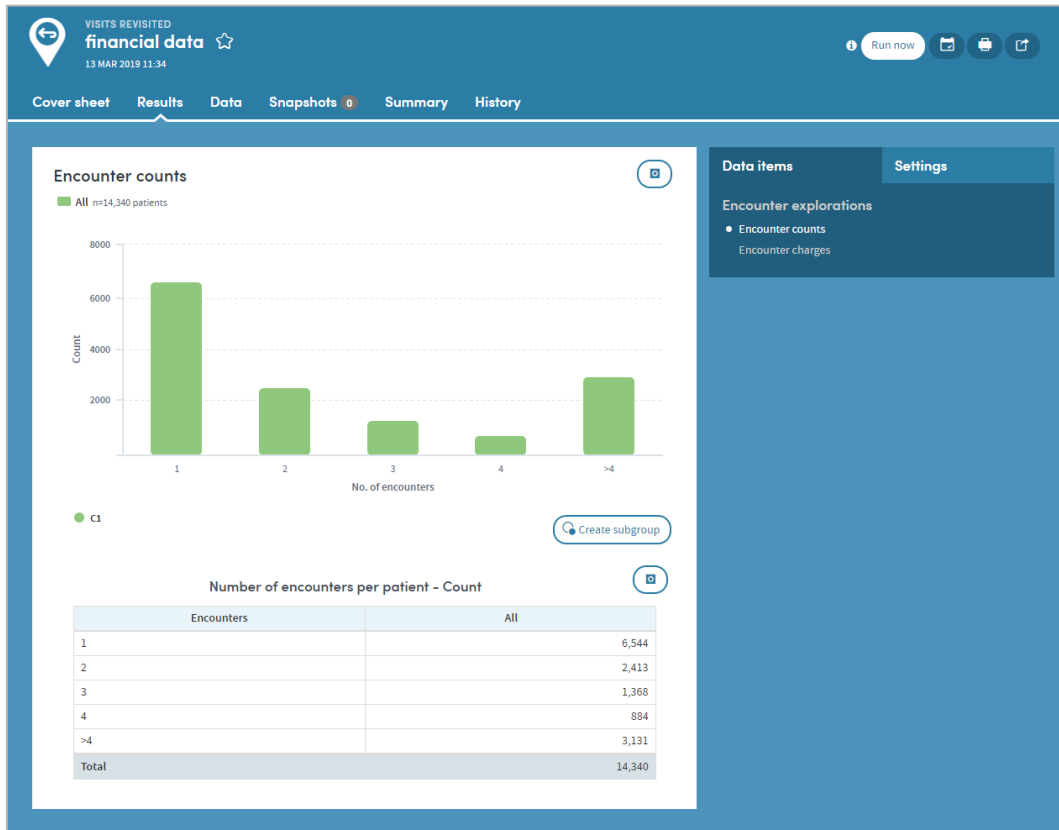 VISITS REVISITED
financial data
13 MAR 2019 11:34
Run now
Cover sheet Results Data Snapshots 0 Summary History
Encounter counts
All n=14,340 patients
8000
6000
4000
2000
Count
1 2 3 4 >4
No. of encounters
C1
Create subgroup
Number of encounters per patient - Count
Encounters All
1 6,544
2 2,413
3 1,368
4 884
>4 3,131
Total 14,340
Data items Settings
Encounter explorations
Encounter counts
Encounter charges